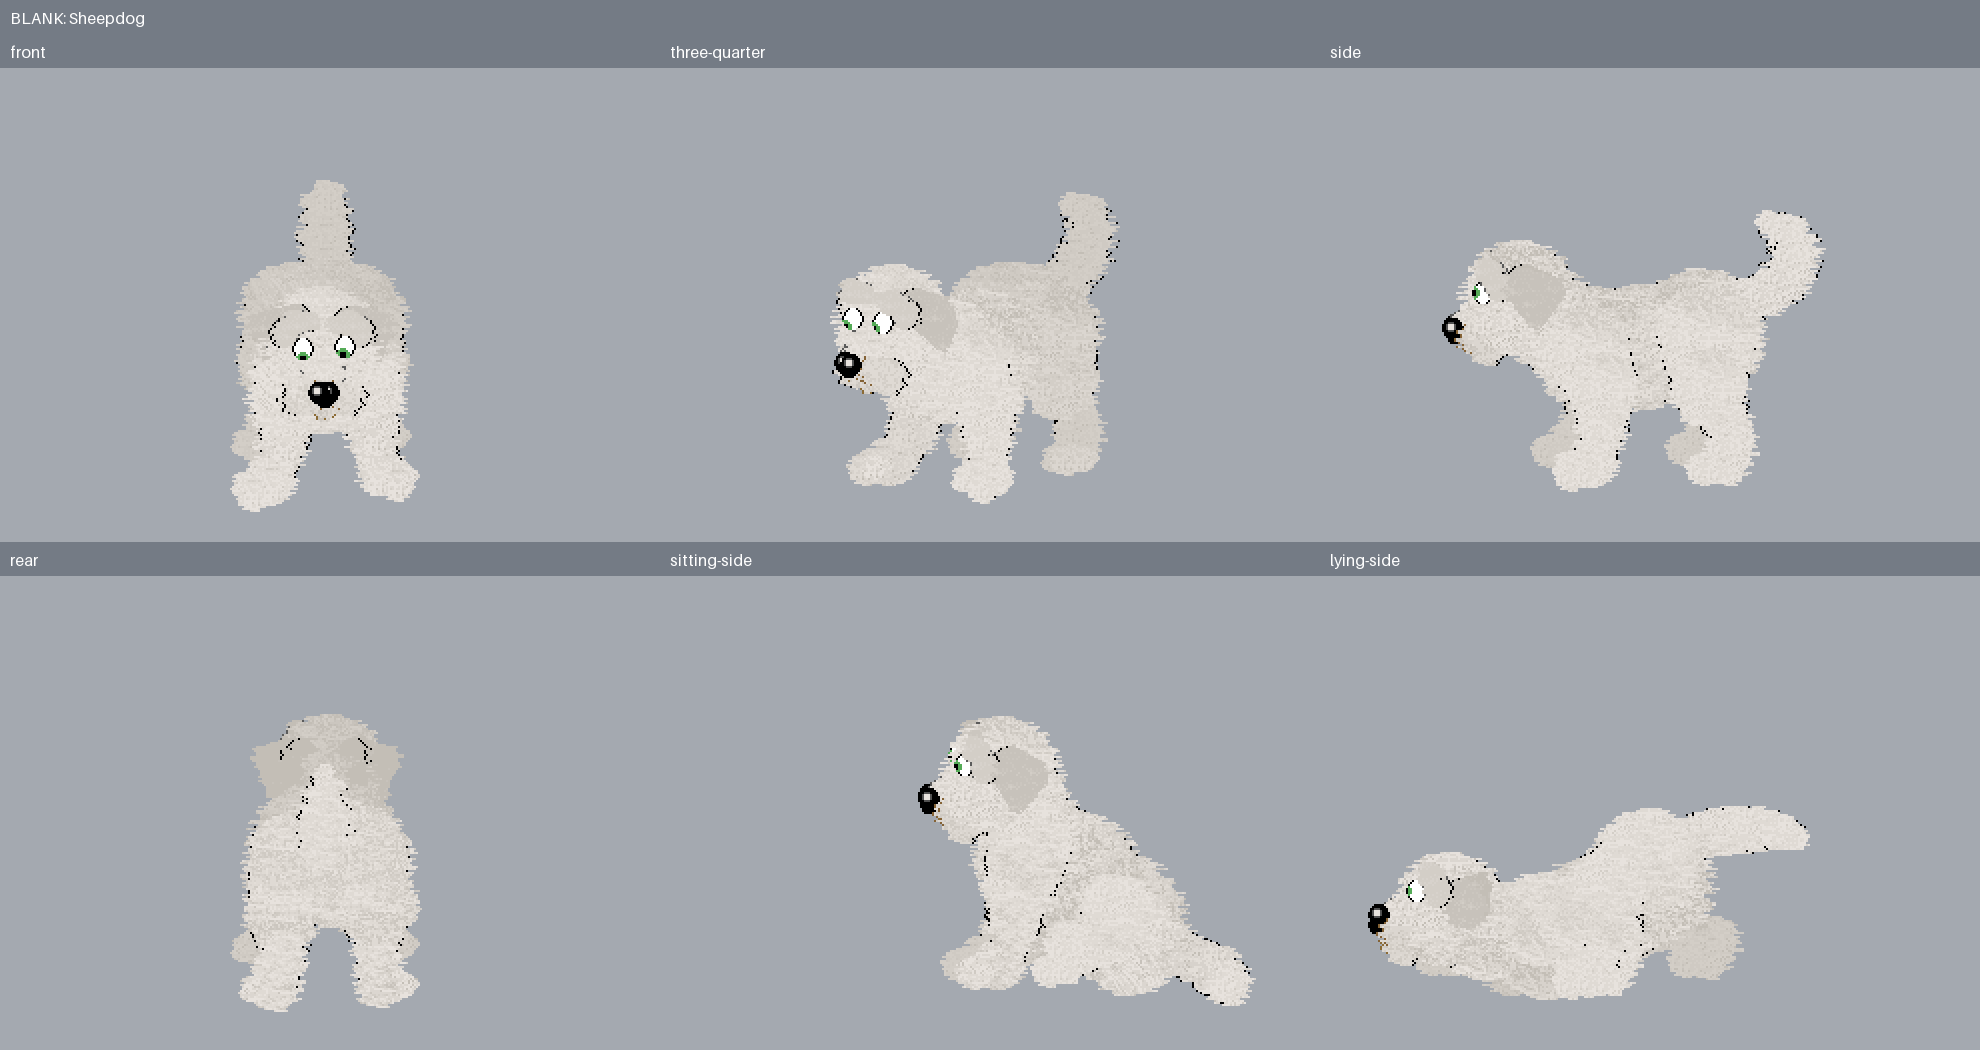 BLANK: Sheepdog
front
three-quarter
side
rear
sitting-side
lying-side